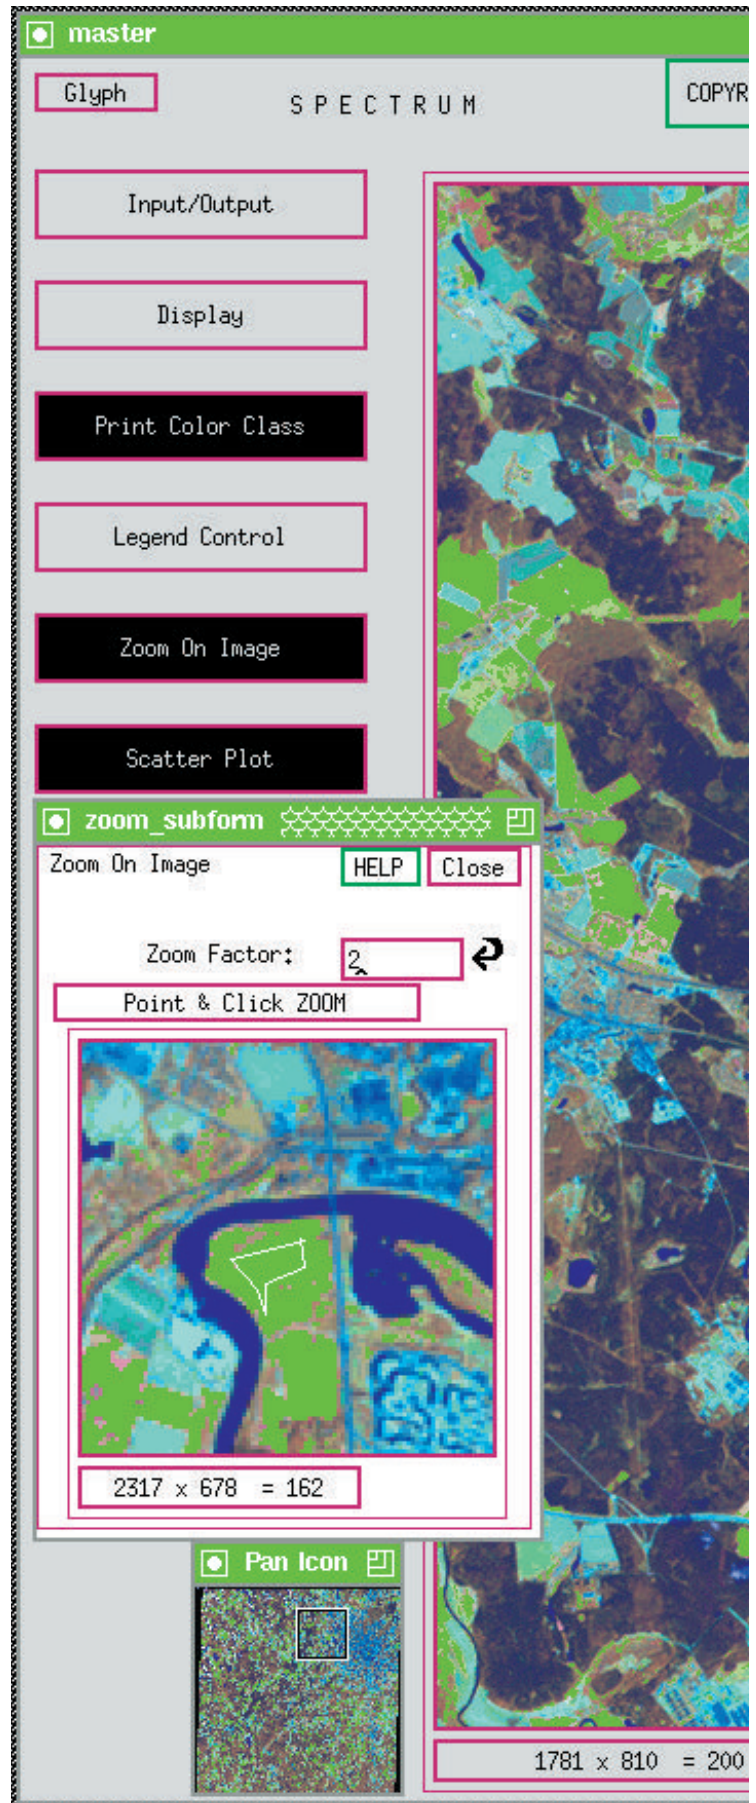 master
Glyph
SPECTRUM
COPYR
Input/Output
Display
Print Color Class
Legend Control
Zoom On Image
Scatter Plot
zoom_subform
Zoom On Image
HELP
Close
Zoom Factor:
2
Point & Click ZOOM
2317 x 678 = 162
Pan Icon
1781 x 810 = 200